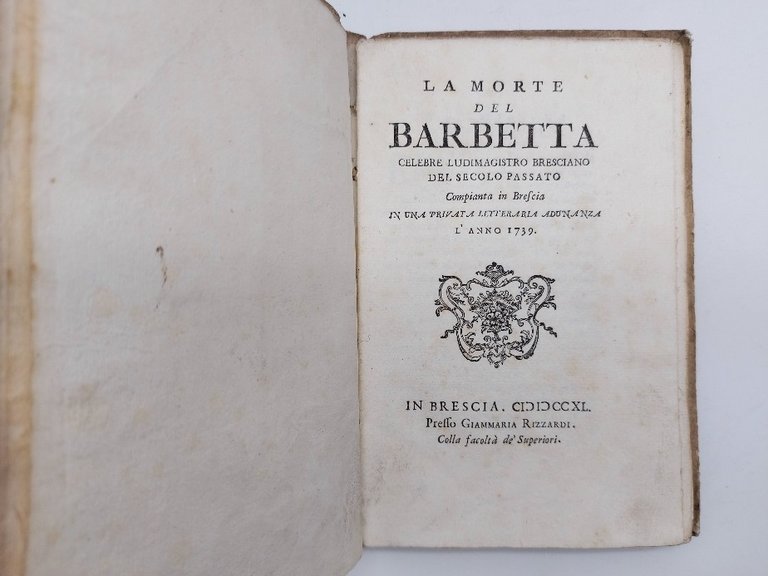 LA MORTE
DEL
BARBETTA
CELEBRE LUDIMAGISTRO BRESCIANO
DEL SECOLO PASSATO
Compianta in Breſcia
IN UNA PRIVATA LETTERARIA ADUNANZA
L' ANNO 1739.
IN BRESCIA. CIↃIↃCCXL.
Preſſo GIAMMARIA RIZZARDI.
Colla facoltà de' Superiori.